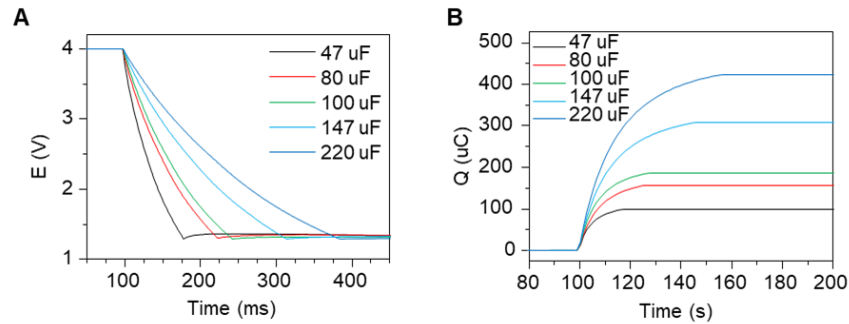 A
E (V)
4
3
2
1
47 uF
80 uF
100 uF
147 uF
220 uF
100 200 300 400
Time (ms)
B
Q (uC)
500
400
300
200
100
0
47 uF
80 uF
100 uF
147 uF
220 uF
80 100 120 140 160 180 200
Time (s)